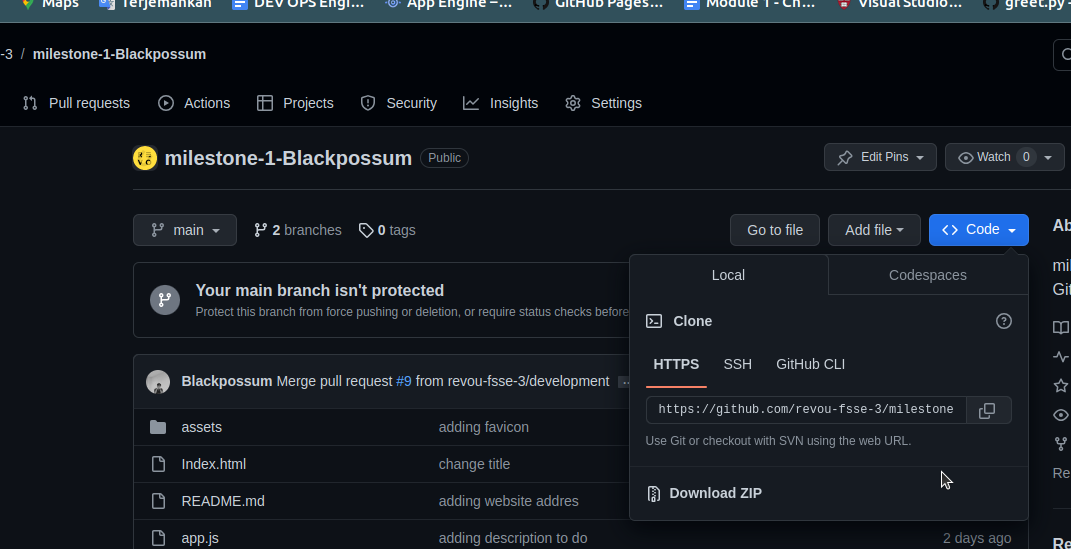 Maps Terjemahkan DEV OPS Engi... App Engine –... GitHub Pages... Module 1 - Ch... Visual Studio... greet.py
-3 / milestone-1-Blackpossum
Pull requests Actions Projects Security Insights Settings
milestone-1-Blackpossum Public Edit Pins Watch 0
main 2 branches 0 tags Go to file Add file Code
Your main branch isn't protected
Protect this branch from force pushing or deletion, or require status checks before
Local Codespaces
Clone
HTTPS SSH GitHub CLI
https://github.com/revou-fsse-3/milestone
Use Git or checkout with SVN using the web URL.
Download ZIP
Blackpossum Merge pull request #9 from revou-fsse-3/development
assets adding favicon
Index.html change title
README.md adding website addres
app.js adding description to do 2 days ago